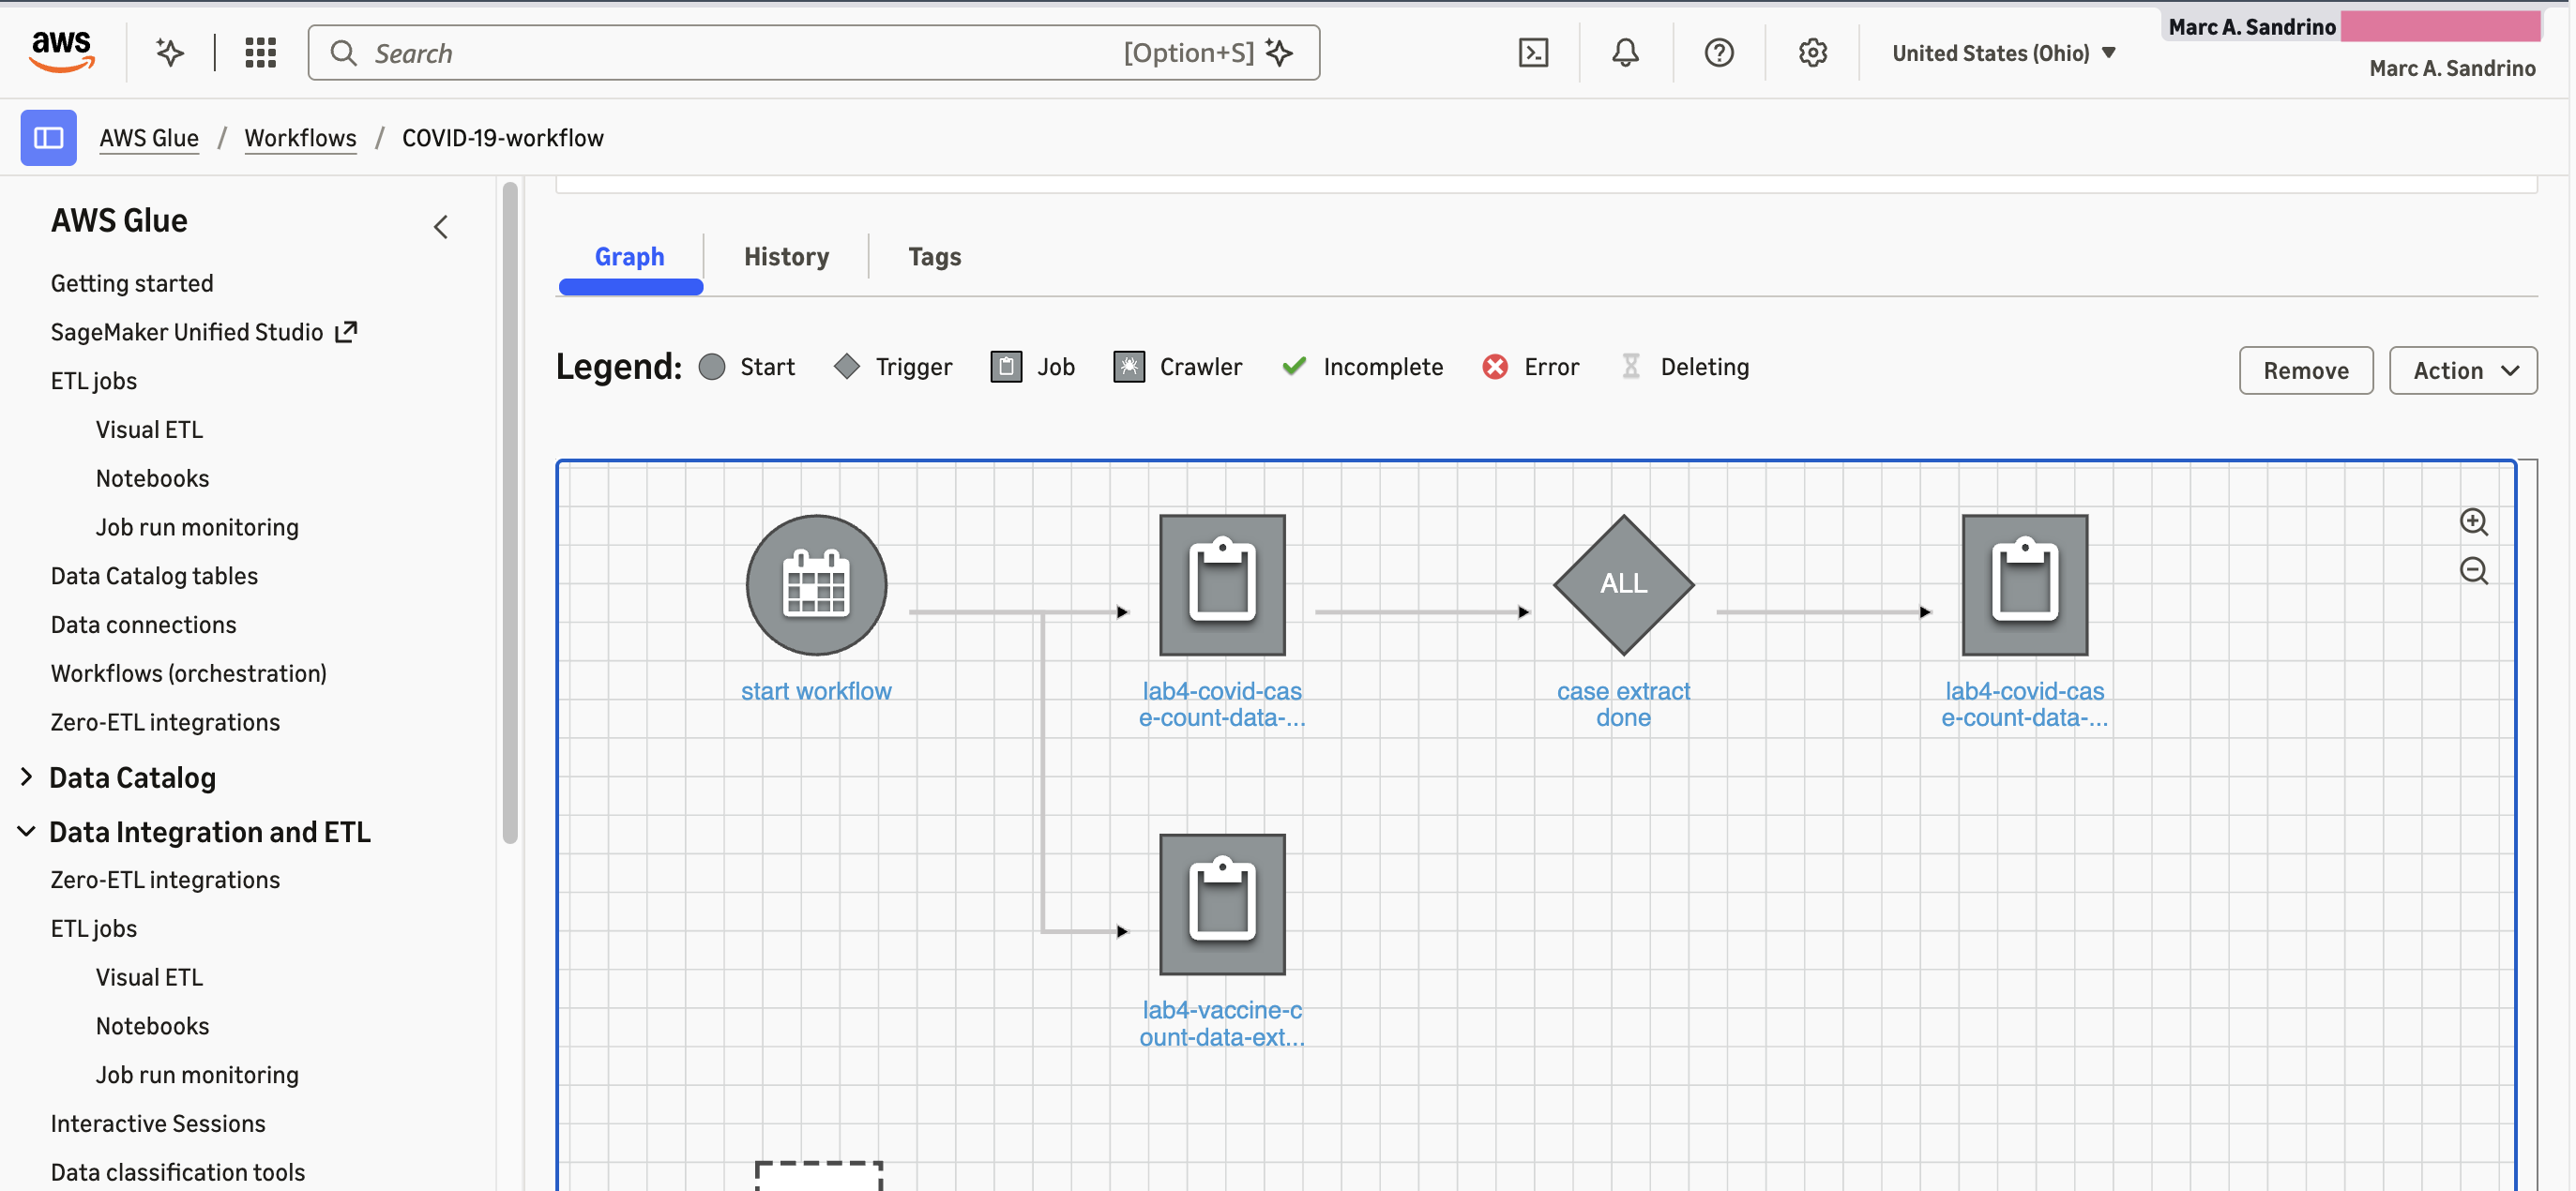 aws
Search [Option+S]
United States (Ohio)
Marc A. Sandrino
Marc A. Sandrino
AWS Glue / Workflows / COVID-19-workflow
AWS Glue
Getting started
SageMaker Unified Studio
ETL jobs
Visual ETL
Notebooks
Job run monitoring
Data Catalog tables
Data connections
Workflows (orchestration)
Zero-ETL integrations
Data Catalog
Data Integration and ETL
Zero-ETL integrations
ETL jobs
Visual ETL
Notebooks
Job run monitoring
Interactive Sessions
Data classification tools
Graph History Tags
Legend: Start Trigger Job Crawler Incomplete Error Deleting
Remove Action
ALL
start workflow
lab4-covid-cas
e-count-data-...
case extract
done
lab4-covid-cas
e-count-data-...
lab4-vaccine-c
ount-data-ext...